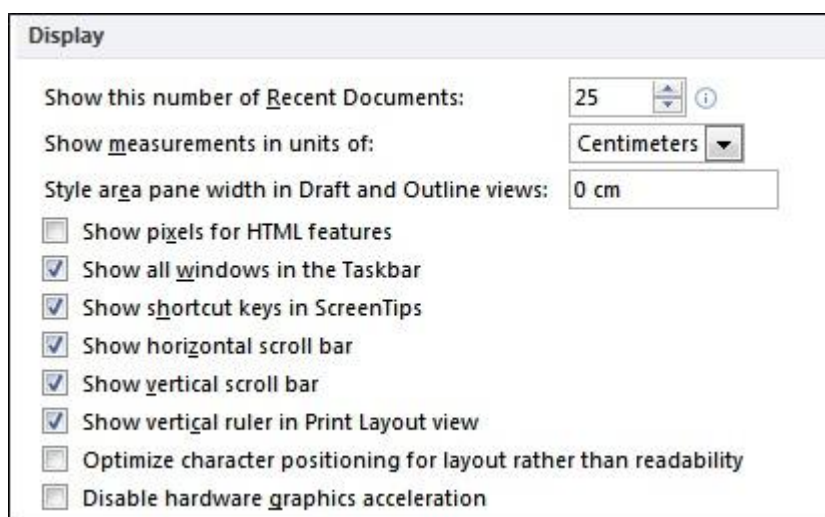 Display
Show this number of Recent Documents: 25
Show measurements in units of: Centimeters
Style area pane width in Draft and Outline views: 0 cm
Show pixels for HTML features
Show all windows in the Taskbar
Show shortcut keys in ScreenTips
Show horizontal scroll bar
Show vertical scroll bar
Show vertical ruler in Print Layout view
Optimize character positioning for layout rather than readability
Disable hardware graphics acceleration